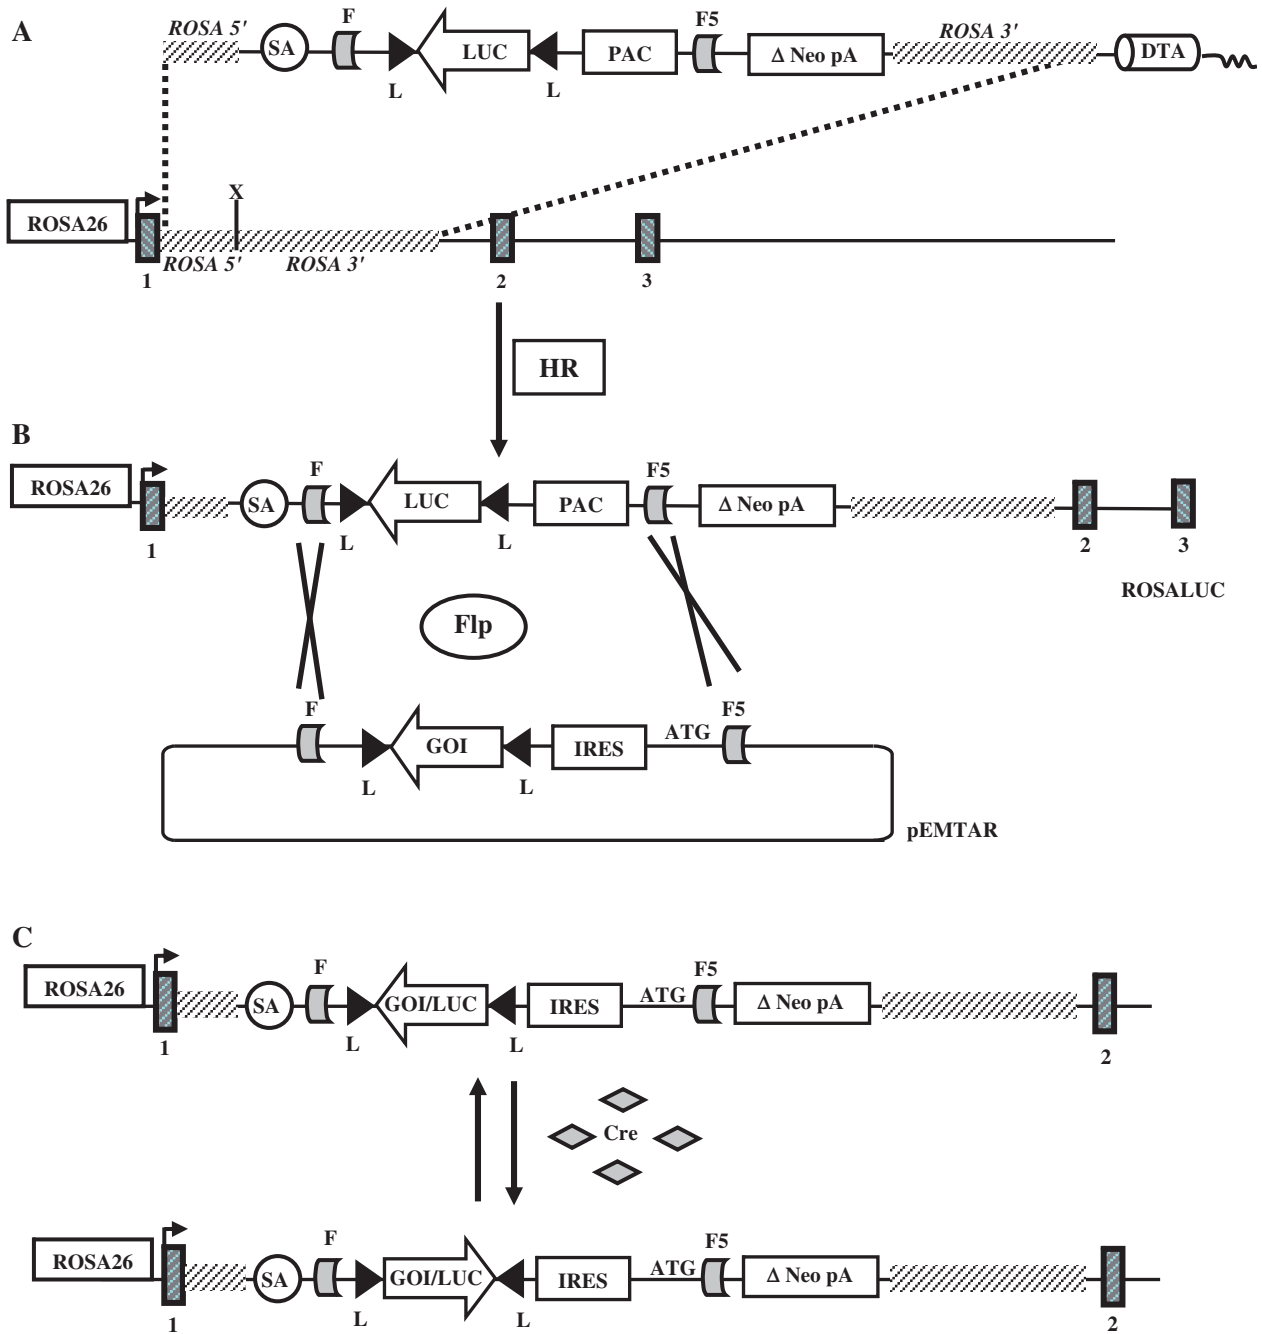 A
ROSA 5'
SA
F
L
LUC
L
PAC
F5
Δ Neo pA
ROSA 3'
DTA
ROSA26
X
1
ROSA 5'
ROSA 3'
2
3
HR
B
ROSA26
1
SA
F
L
LUC
L
PAC
F5
Δ Neo pA
2
3
ROSALUC
Flp
F
L
GOI
L
IRES
ATG
F5
pEMTAR
C
ROSA26
1
SA
F
L
GOI/LUC
L
IRES
ATG
F5
Δ Neo pA
2
Cre
ROSA26
1
SA
F
L
GOI/LUC
L
IRES
ATG
F5
Δ Neo pA
2